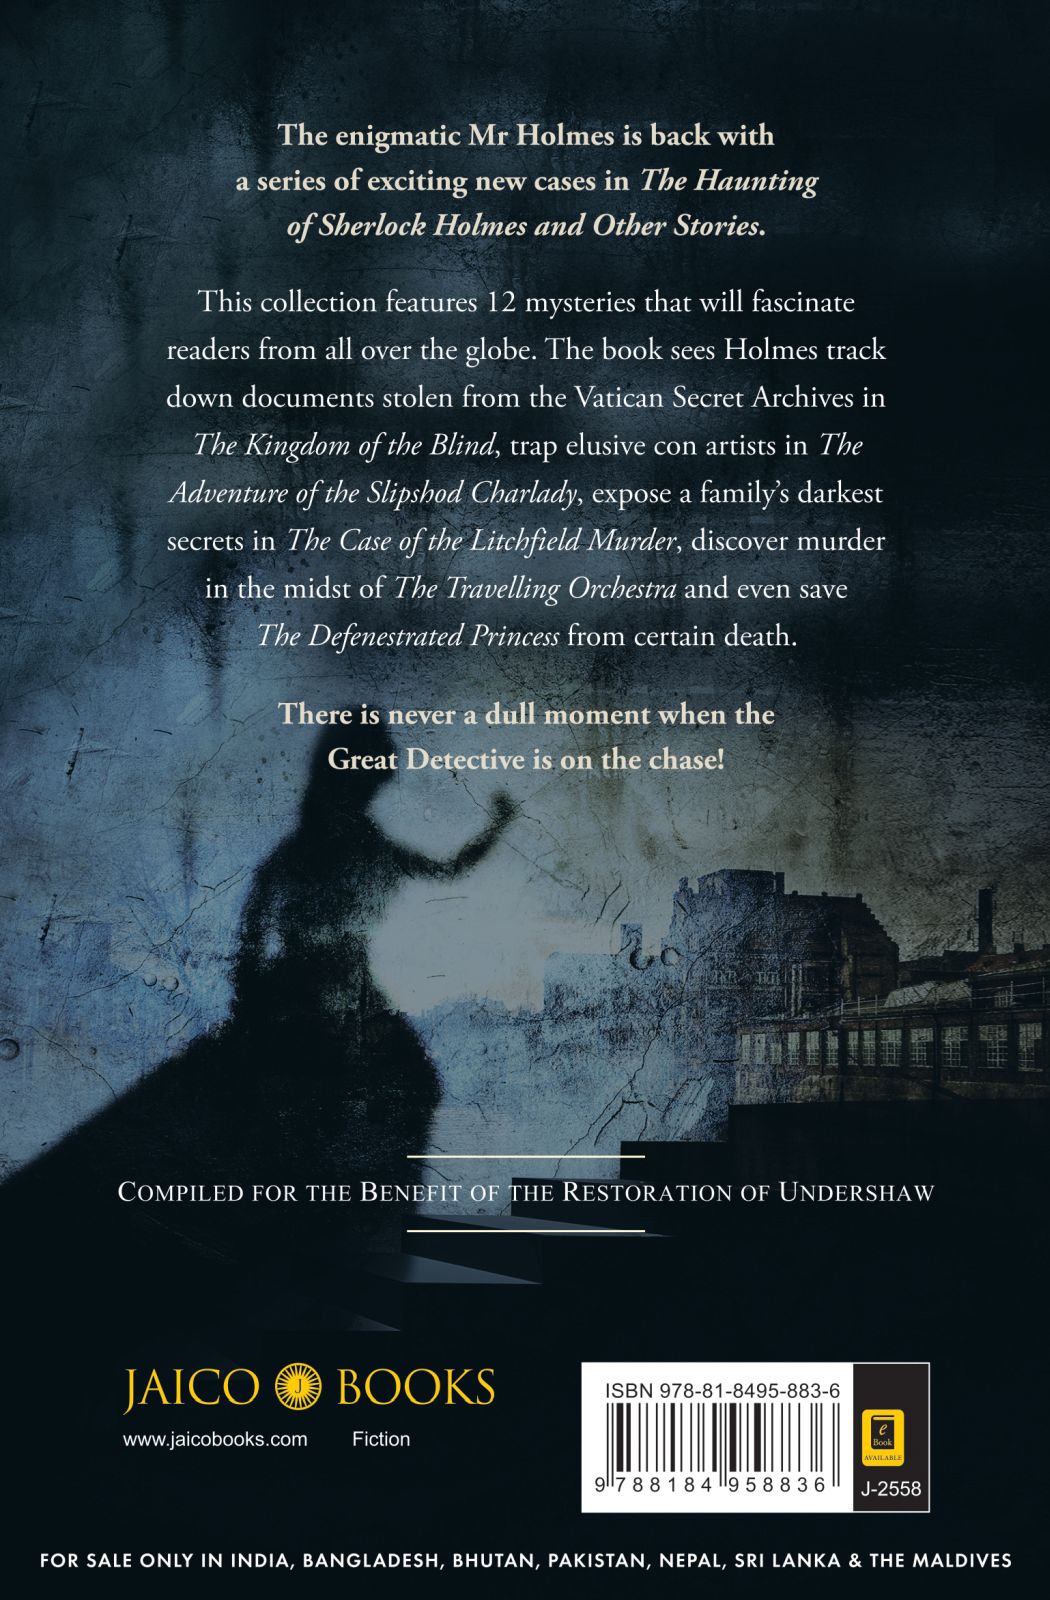 The enigmatic Mr Holmes is back with
a series of exciting new cases in The Haunting
of Sherlock Holmes and Other Stories.
This collection features 12 mysteries that will fascinate
readers from all over the globe. The book sees Holmes track
down documents stolen from the Vatican Secret Archives in
The Kingdom of the Blind, trap elusive con artists in The
Adventure of the Slipshod Charlady, expose a family's darkest
secrets in The Case of the Litchfield Murder, discover murder
in the midst of The Travelling Orchestra and even save
The Defenestrated Princess from certain death.
There is never a dull moment when the
Great Detective is on the chase!
COMPILED FOR THE BENEFIT OF THE RESTORATION OF UNDERSHAW
JAICO J BOOKS
www.jaicobooks.com Fiction
ISBN 978-81-8495-883-6
9 788184 958836
e
Book
AVAILABLE
J-2558
FOR SALE ONLY IN INDIA, BANGLADESH, BHUTAN, PAKISTAN, NEPAL, SRI LANKA & THE MALDIVES